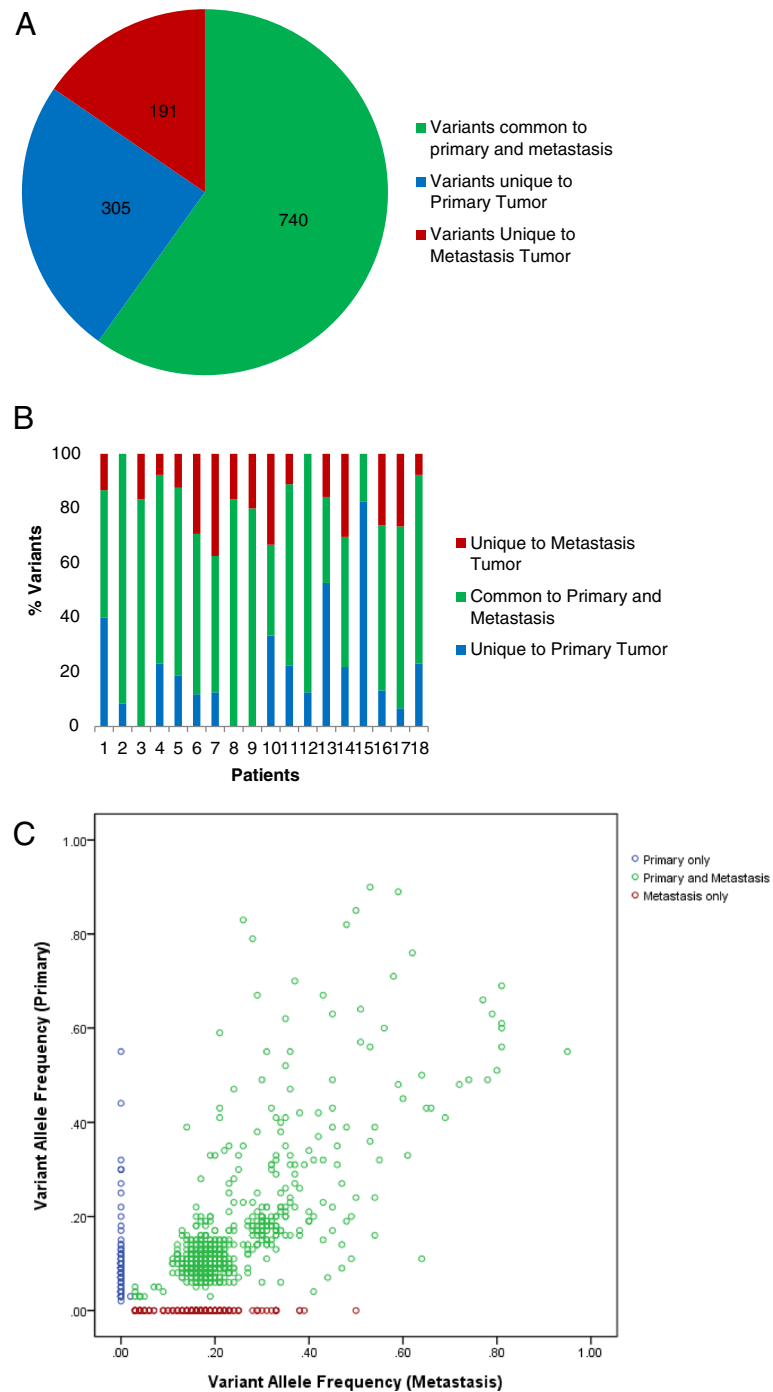 A
191
305
740
Variants common to
primary and metastasis
Variants unique to
Primary Tumor
Variants Unique to
Metastasis Tumor
B
100
80
60
40
20
0
% Variants
1 2 3 4 5 6 7 8 9 10 11 12 13 14 15 16 17 18
Patients
Unique to Metastasis
Tumor
Common to Primary and
Metastasis
Unique to Primary Tumor
C
1.00
.80
.60
.40
.20
.00
Variant Allele Frequency (Primary)
.00 .20 .40 .60 .80 1.00
Variant Allele Frequency (Metastasis)
Primary only
Primary and Metastasis
Metastasis only